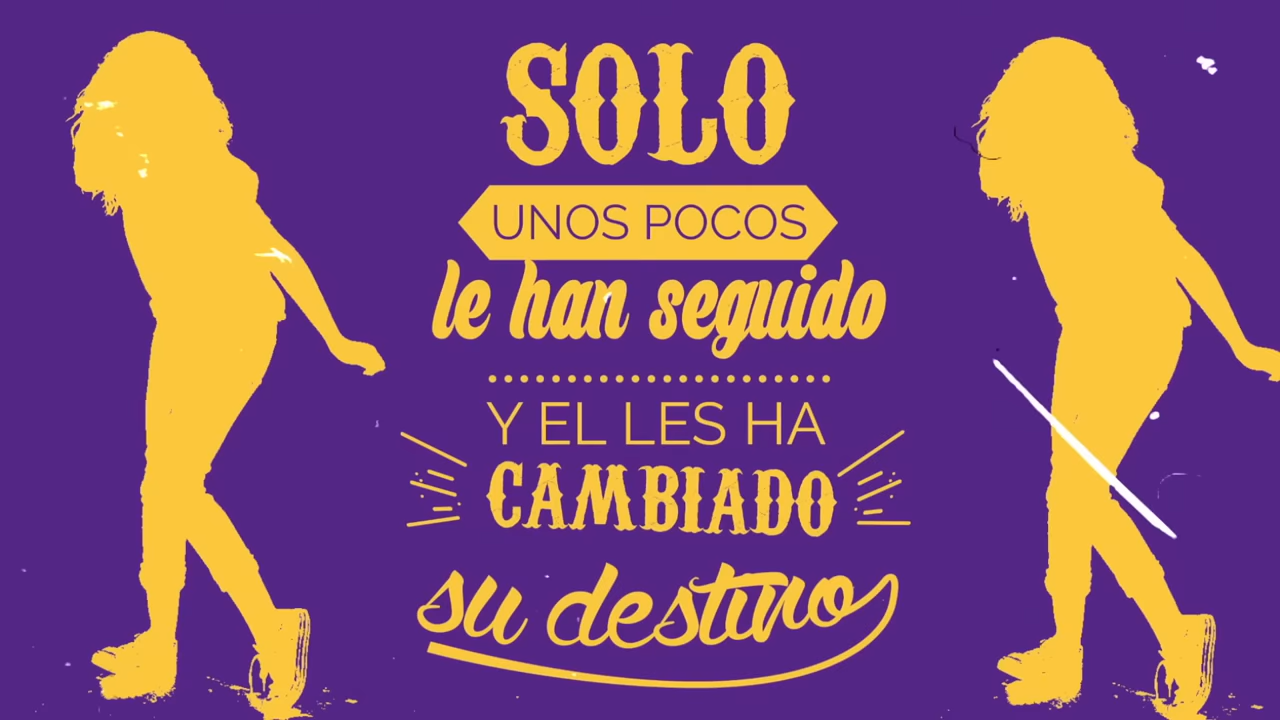 SOLO
UNOS POCOS
le han seguido
Y EL LES HA
CAMBIADO
su destino